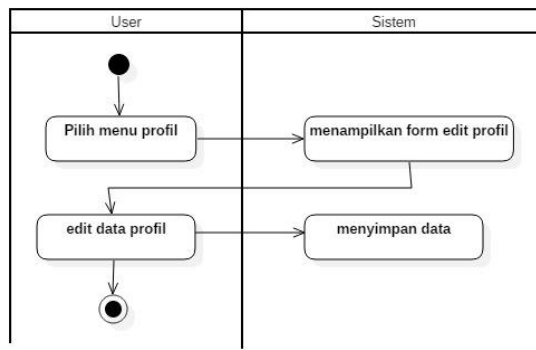 User
Sistem
Pilih menu profil
menampilkan form edit profil
edit data profil
menyimpan data